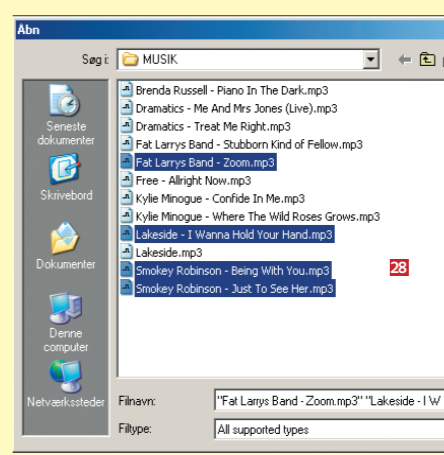 Åbn
Søg i: MUSIK
Brenda Russell - Piano In The Dark.mp3
Dramatics - Me And Mrs Jones (Live).mp3
Dramatics - Treat Me Right.mp3
Fat Larrys Band - Stubborn Kind of Fellow.mp3
Fat Larrys Band - Zoom.mp3
Free - Allright Now.mp3
Kylie Minogue - Confide In Me.mp3
Kylie Minogue - Where The Wild Roses Grows.mp3
Lakeside - I Wanna Hold Your Hand.mp3
Lakeside.mp3
Smokey Robinson - Being With You.mp3
28
Smokey Robinson - Just To See Her.mp3
Seneste
dokumenter
Skrivebord
Dokumenter
Denne
computer
Netværkssteder
Filnavn: "Fat Larrys Band - Zoom.mp3" "Lakeside - I W
Filtype: All supported types